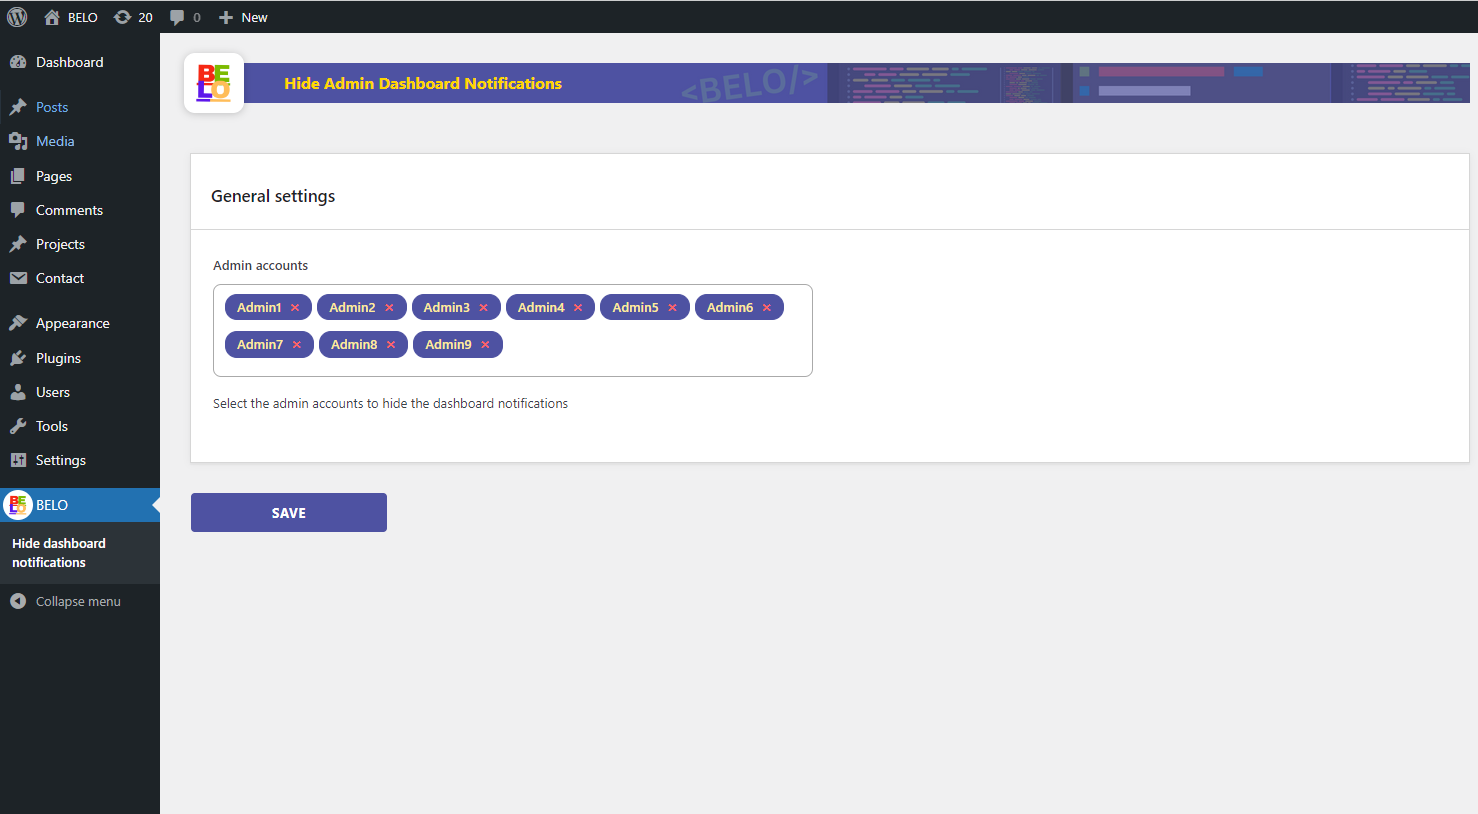 BELO 20 0 New
Dashboard
Posts
Media
Pages
Comments
Projects
Contact
Appearance
Plugins
Users
Tools
Settings
BELO
BELO
Hide dashboard
notifications
Collapse menu
BE
LO
Hide Admin Dashboard Notifications
<BELO/>
General settings
Admin accounts
Admin1 × Admin2 × Admin3 × Admin4 × Admin5 × Admin6 ×
Admin7 × Admin8 × Admin9 ×
Select the admin accounts to hide the dashboard notifications
SAVE